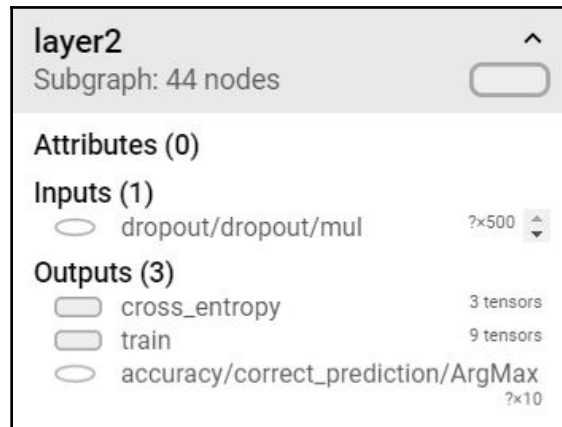 layer2
Subgraph: 44 nodes
Attributes (0)
Inputs (1)
dropout/dropout/mul ?×500
Outputs (3)
cross_entropy 3 tensors
train 9 tensors
accuracy/correct_prediction/ArgMax
?×10